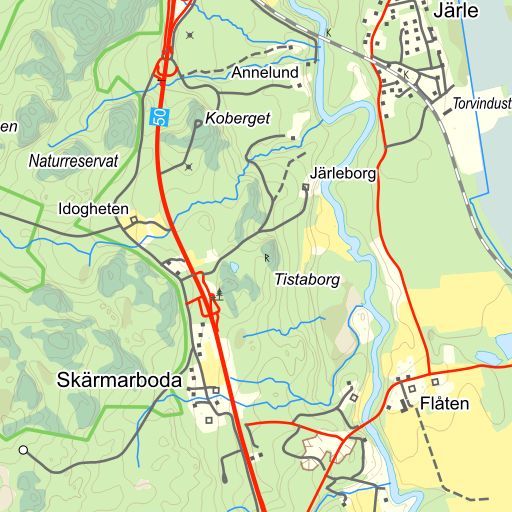 Järle
K
Annelund
K
Torvindust
50
Koberget
en
Naturreservat
Järleborg
Idogheten
R
Tistaborg
Skärmarboda
Flåten